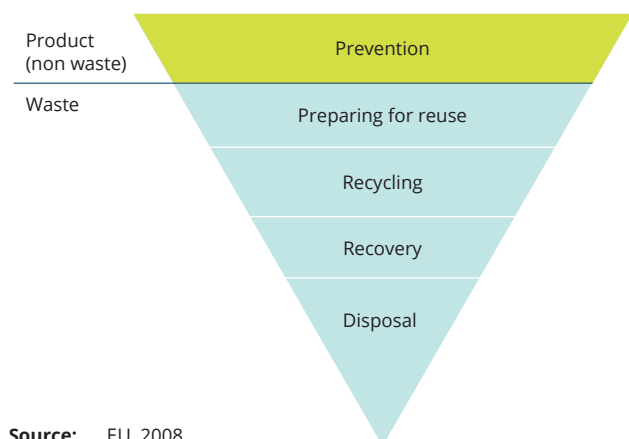 Product
(non waste)
Prevention
Waste
Preparing for reuse
Recycling
Recovery
Disposal
Source: EU, 2008